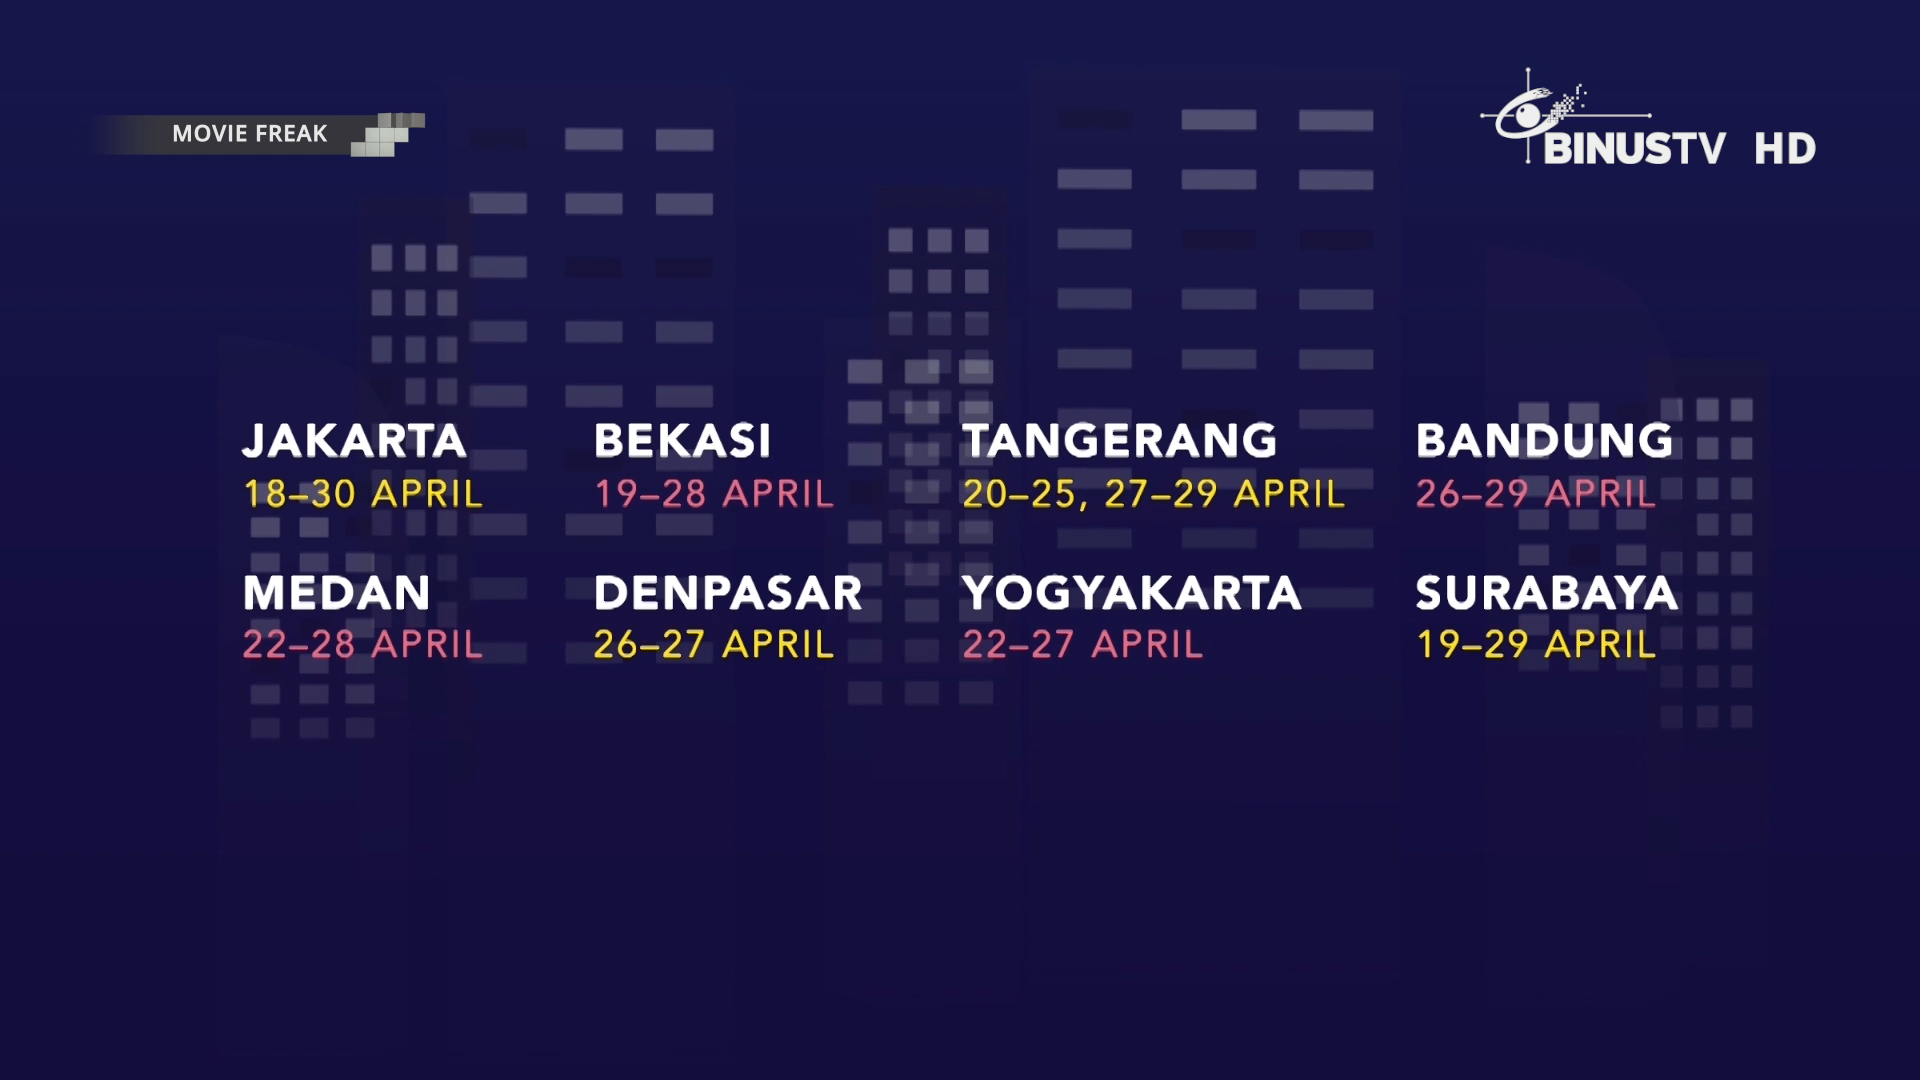 MOVIE FREAK
BINUSTV HD
JAKARTA
18–30 APRIL
BEKASI
19–28 APRIL
TANGERANG
20–25, 27–29 APRIL
BANDUNG
26–29 APRIL
MEDAN
22–28 APRIL
DENPASAR
26–27 APRIL
YOGYAKARTA
22–27 APRIL
SURABAYA
19–29 APRIL